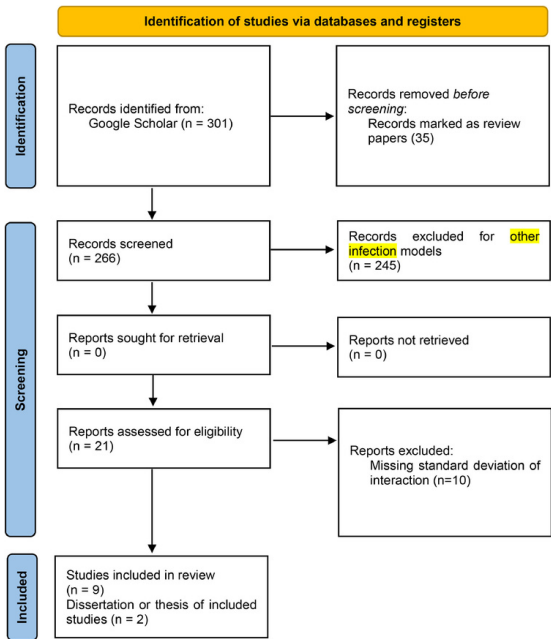 Identification of studies via databases and registers
Identification
Records identified from:
Google Scholar (n = 301)
Records removed before
screening:
Records marked as review
papers (35)
Screening
Records screened
(n = 266)
Records excluded for other
infection models
(n = 245)
Reports sought for retrieval
(n = 0)
Reports not retrieved
(n = 0)
Reports assessed for eligibility
(n = 21)
Reports excluded:
Missing standard deviation of
interaction (n=10)
Included
Studies included in review
(n = 9)
Dissertation or thesis of included
studies (n = 2)